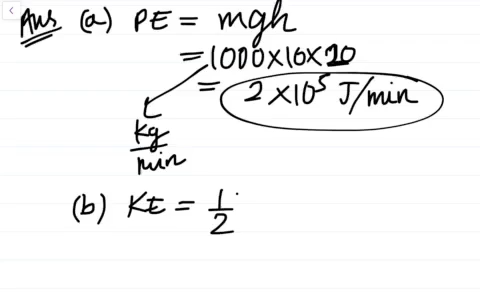 Ans (a) PE = mgh
= 1000×10×20
= 2×10⁵ J/min
kg/min
(b) KE = 1/2